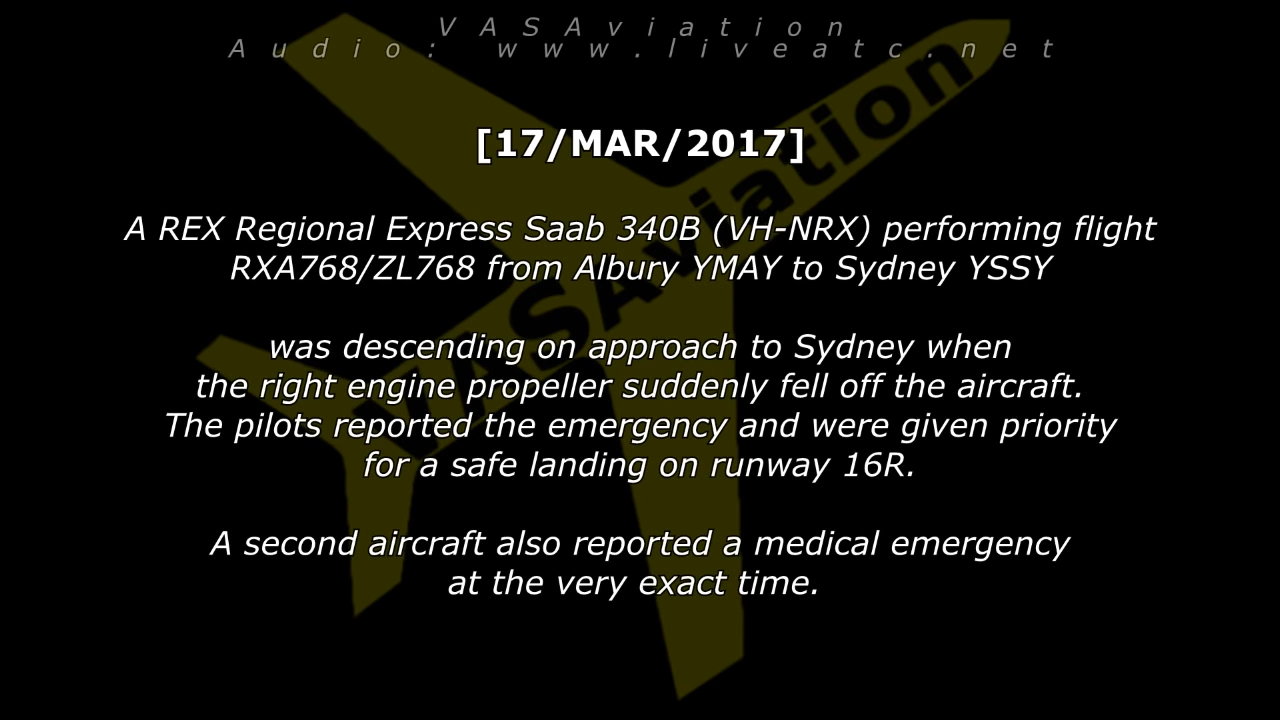 V A S A v i a t i o n
A u d i o : w w w . l i v e a t c . n e t
[17/MAR/2017]
A REX Regional Express Saab 340B (VH-NRX) performing flight
RXA768/ZL768 from Albury YMAY to Sydney YSSY
was descending on approach to Sydney when
the right engine propeller suddenly fell off the aircraft.
The pilots reported the emergency and were given priority
for a safe landing on runway 16R.
A second aircraft also reported a medical emergency
at the very exact time.
VASAviation